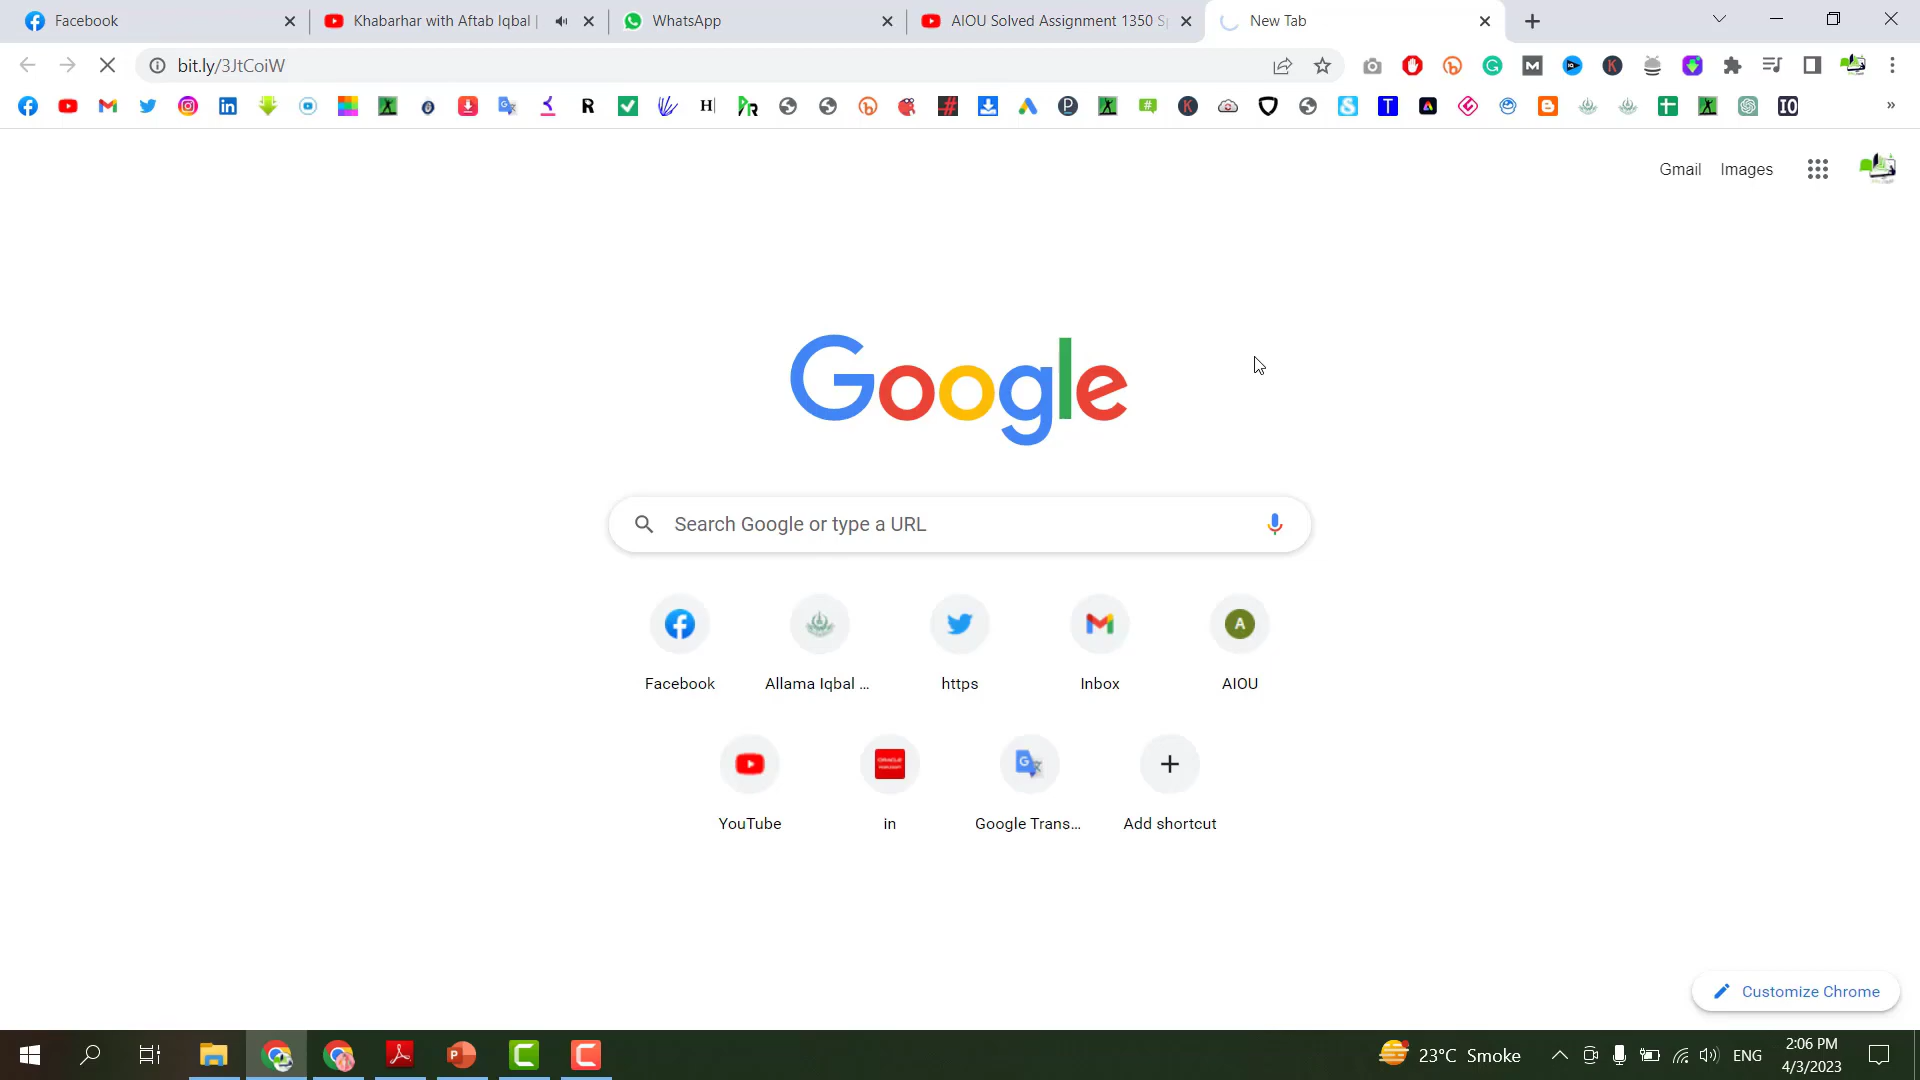 Facebook
Khabarhar with Aftab Iqbal |
WhatsApp
AIOU Solved Assignment 1350 S
New Tab
bit.ly/3JtCoiW
Gmail
Images
Google
Search Google or type a URL
Facebook
Allama Iqbal ...
https
Inbox
A
AIOU
YouTube
in
Google Trans...
Add shortcut
Customize Chrome
23°C Smoke
ENG
2:06 PM
4/3/2023